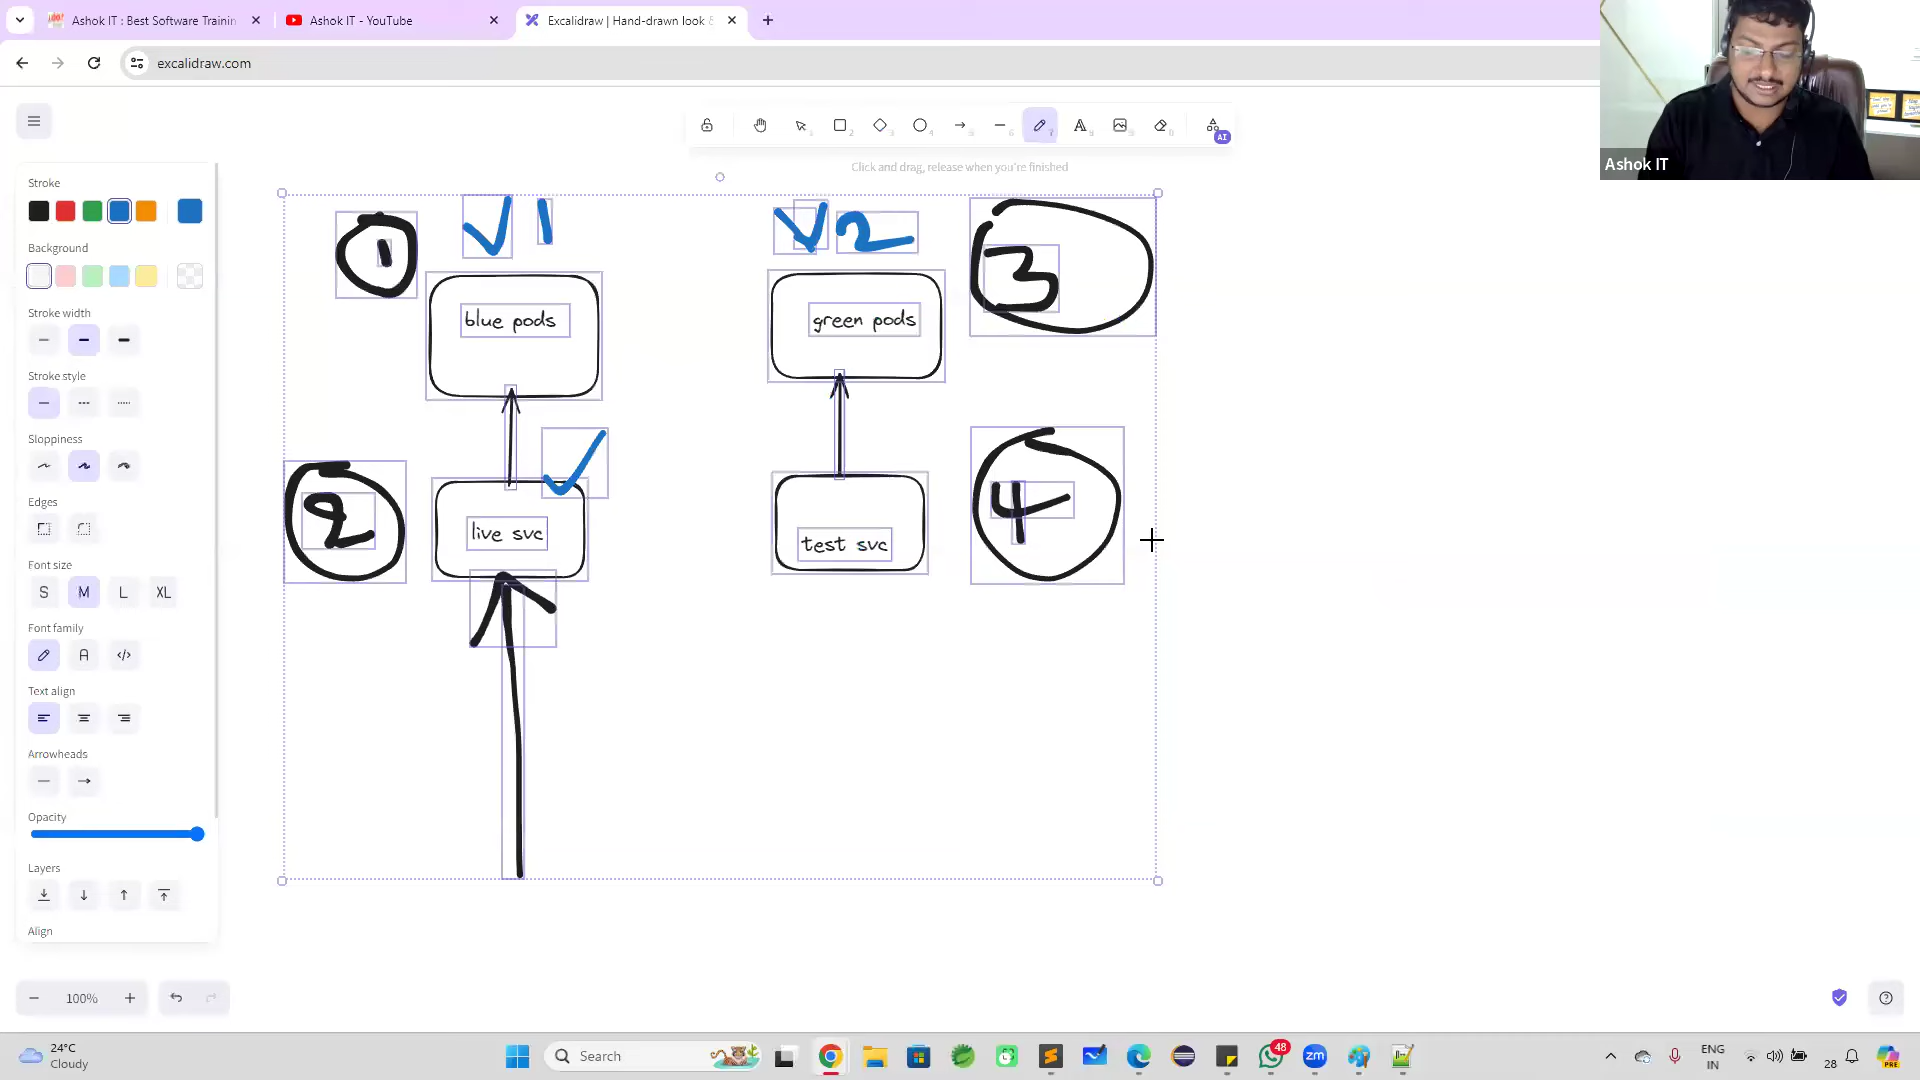 Ashok IT : Best Software Trainin
Ashok IT - YouTube
Excalidraw | Hand-drawn look &
excalidraw.com
Ashok IT
Click and drag, release when you're finished
AI
Stroke
Background
Stroke width
Stroke style
Sloppiness
Edges
Font size
S M L XL
Font family
A </>
Text align
Arrowheads
Opacity
Layers
Align
1
V1
V2
3
blue pods
green pods
2
live svc
test svc
4
100%
24°C
Cloudy
Search
48
zm
ENG
IN
28
PRE